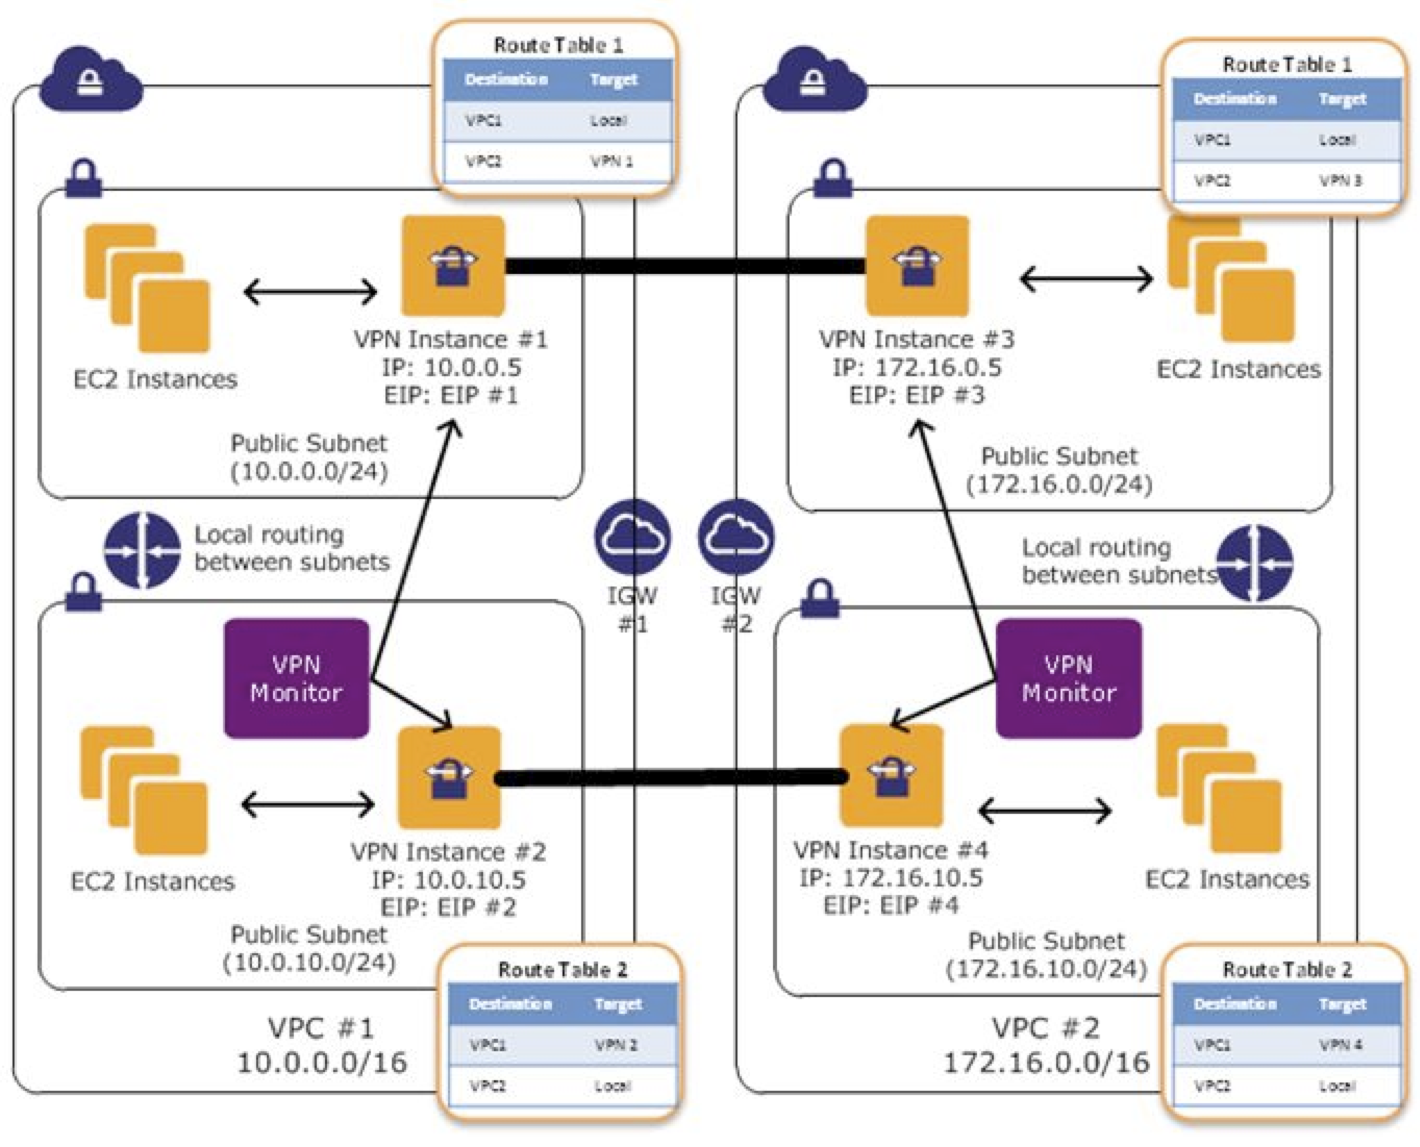 Route Table 1
Destination Target
VPC1 Local
VPC2 VPN 1
Route Table 1
Destination Target
VPC1 Local
VPC2 VPN 3
EC2 Instances
VPN Instance #1
IP: 10.0.0.5
EIP: EIP #1
Public Subnet
(10.0.0.0/24)
VPN Instance #3
IP: 172.16.0.5
EIP: EIP #3
EC2 Instances
Public Subnet
(172.16.0.0/24)
Local routing
between subnets
IGW
#1
IGW
#2
Local routing
between subnets
VPN
Monitor
EC2 Instances
VPN Instance #2
IP: 10.0.10.5
EIP: EIP #2
Public Subnet
(10.0.10.0/24)
VPN
Monitor
VPN Instance #4
IP: 172.16.10.5
EIP: EIP #4
EC2 Instances
Public Subnet
(172.16.10.0/24)
VPC #1
10.0.0.0/16
Route Table 2
Destination Target
VPC1 VPN 2
VPC2 Local
VPC #2
172.16.0.0/16
Route Table 2
Destination Target
VPC1 VPN 4
VPC2 Local